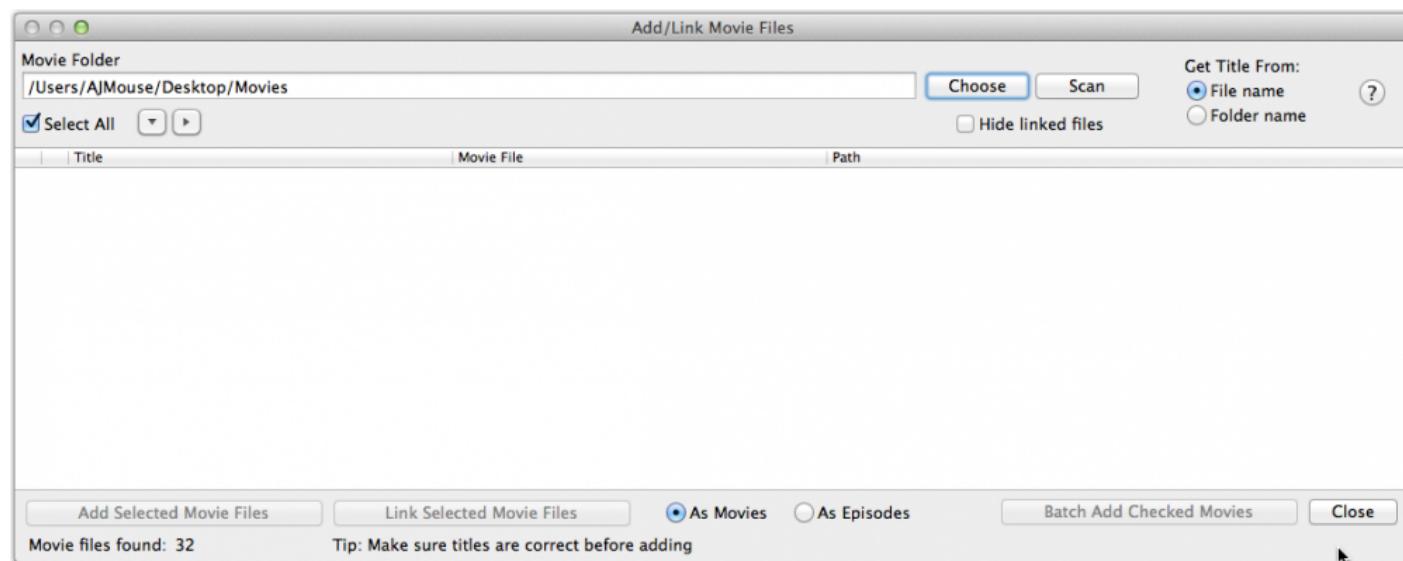 Add/Link Movie Files
Movie Folder
Get Title From:
/Users/AJMouse/Desktop/Movies
Choose
Scan
File name
?
Select All
Hide linked files
Folder name
Title
Movie File
Path
Add Selected Movie Files
Link Selected Movie Files
As Movies
As Episodes
Batch Add Checked Movies
Close
Movie files found: 32
Tip: Make sure titles are correct before adding